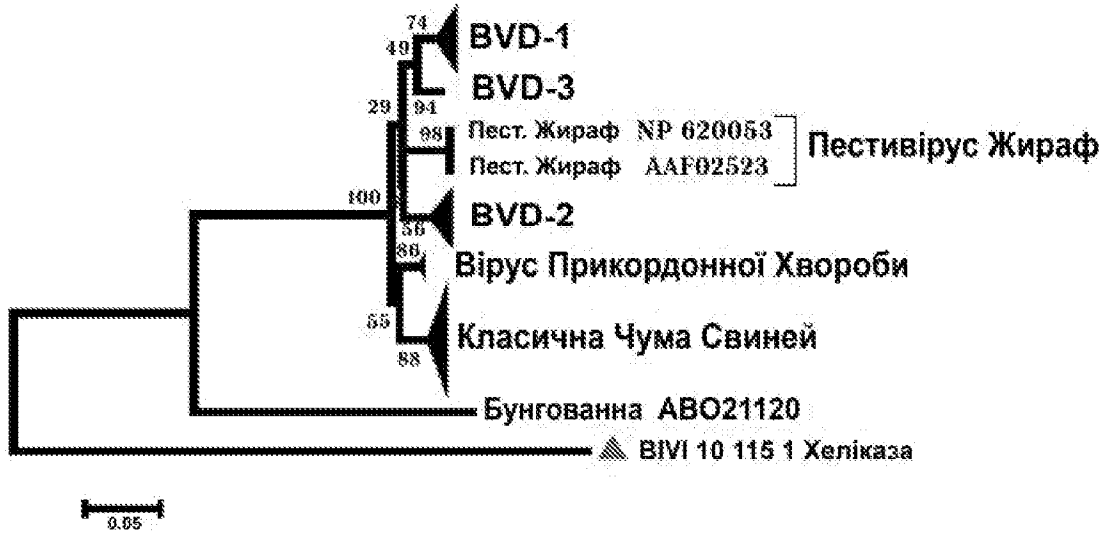 74
BVD-1
49
BVD-3
29
94
98
Пест. Жираф NP 620053
Пест. Жираф AAF02523
Пестивірус Жираф
100
BVD-2
56
86
Вірус Прикордонної Хвороби
55
Класична Чума Свиней
88
Бунгованна ABO21120
BIVI 10 115 1 Хеліказа
0.05